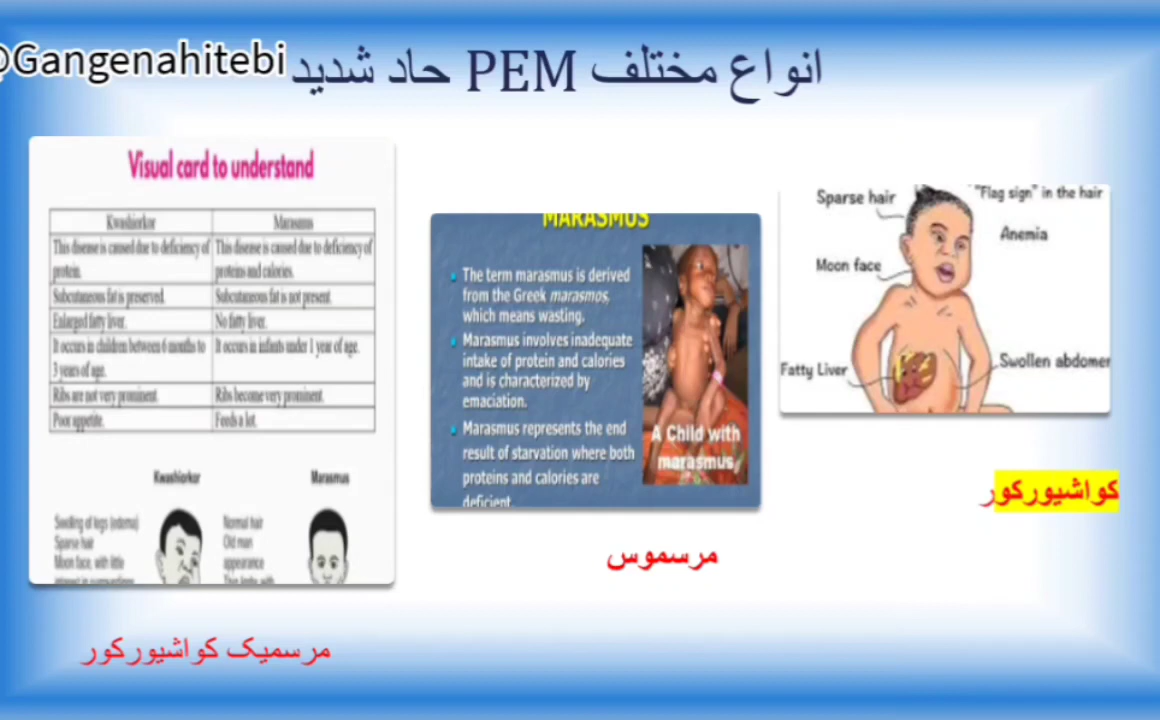 @Gangenahitebi
انواع مختلف PEM حاد شدید
Visual card to understand
Kwashiorkor Marasmus
This disease is caused due to deficiency of protein. This disease is caused due to deficiency of proteins and calories.
Subcutaneous fat is preserved. Subcutaneous fat is not present.
Enlarged fatty liver. No fatty liver.
It occurs in children between 6 months to 3 years of age. It occurs in infants under 1 year of age.
Ribs are not very prominent. Ribs become very prominent.
Poor appetite. Feeds a lot.
Kwashiorkor Marasmus
Swelling of legs (edema)
Sparse hair
Moon face, with little
interest in surroundings
Normal hair
Old man
appearance
Thin limbs with
مرسمیک کواشیورکور
MARASMUS
The term marasmus is derived
from the Greek marasmos,
which means wasting.
Marasmus involves inadequate
intake of protein and calories
and is characterized by
emaciation.
Marasmus represents the end
result of starvation where both
proteins and calories are
deficient
A Child with
marasmus
مرسموس
Sparse hair
"Flag sign" in the hair
Anemia
Moon face
Fatty Liver
Swollen abdomen
کواشیورکور